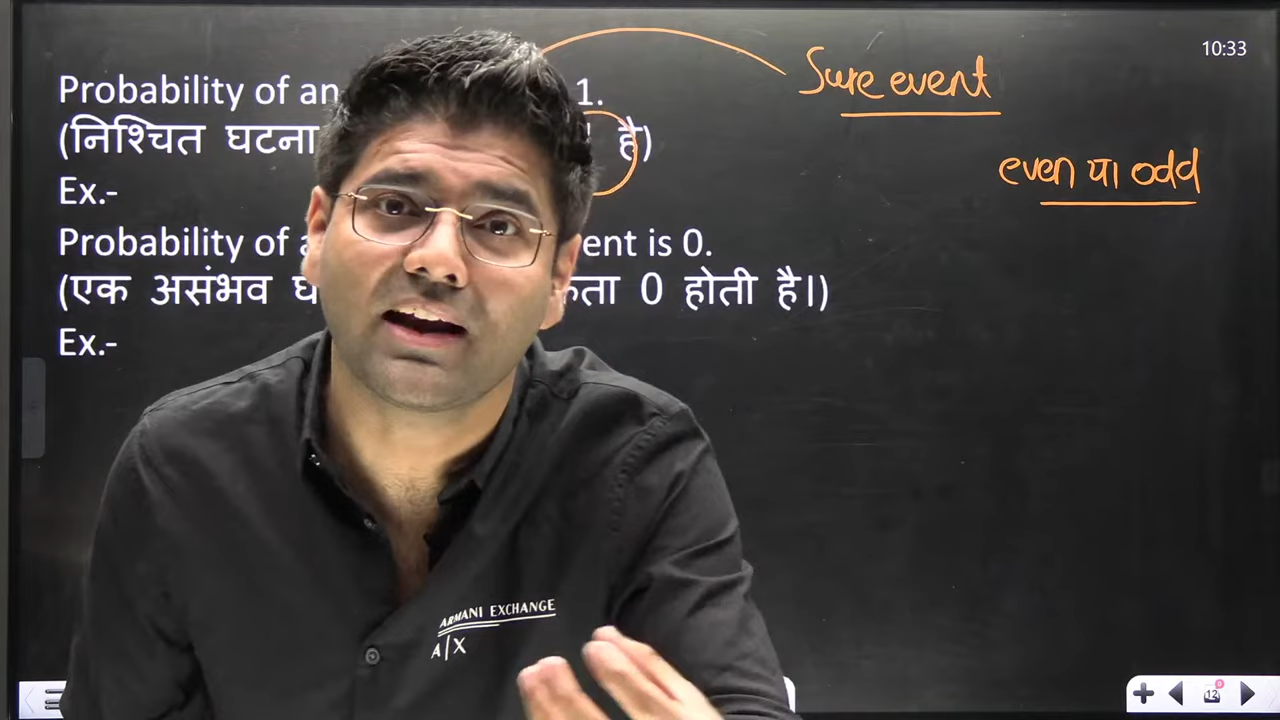 10:33
Sure event
Probability of an 1.
(निश्चित घटना है)
even या odd
Ex.-
Probability of ent is 0.
(एक असंभव 0 होती है।)
Ex.-
ARMANI EXCHANGE
A|X
12